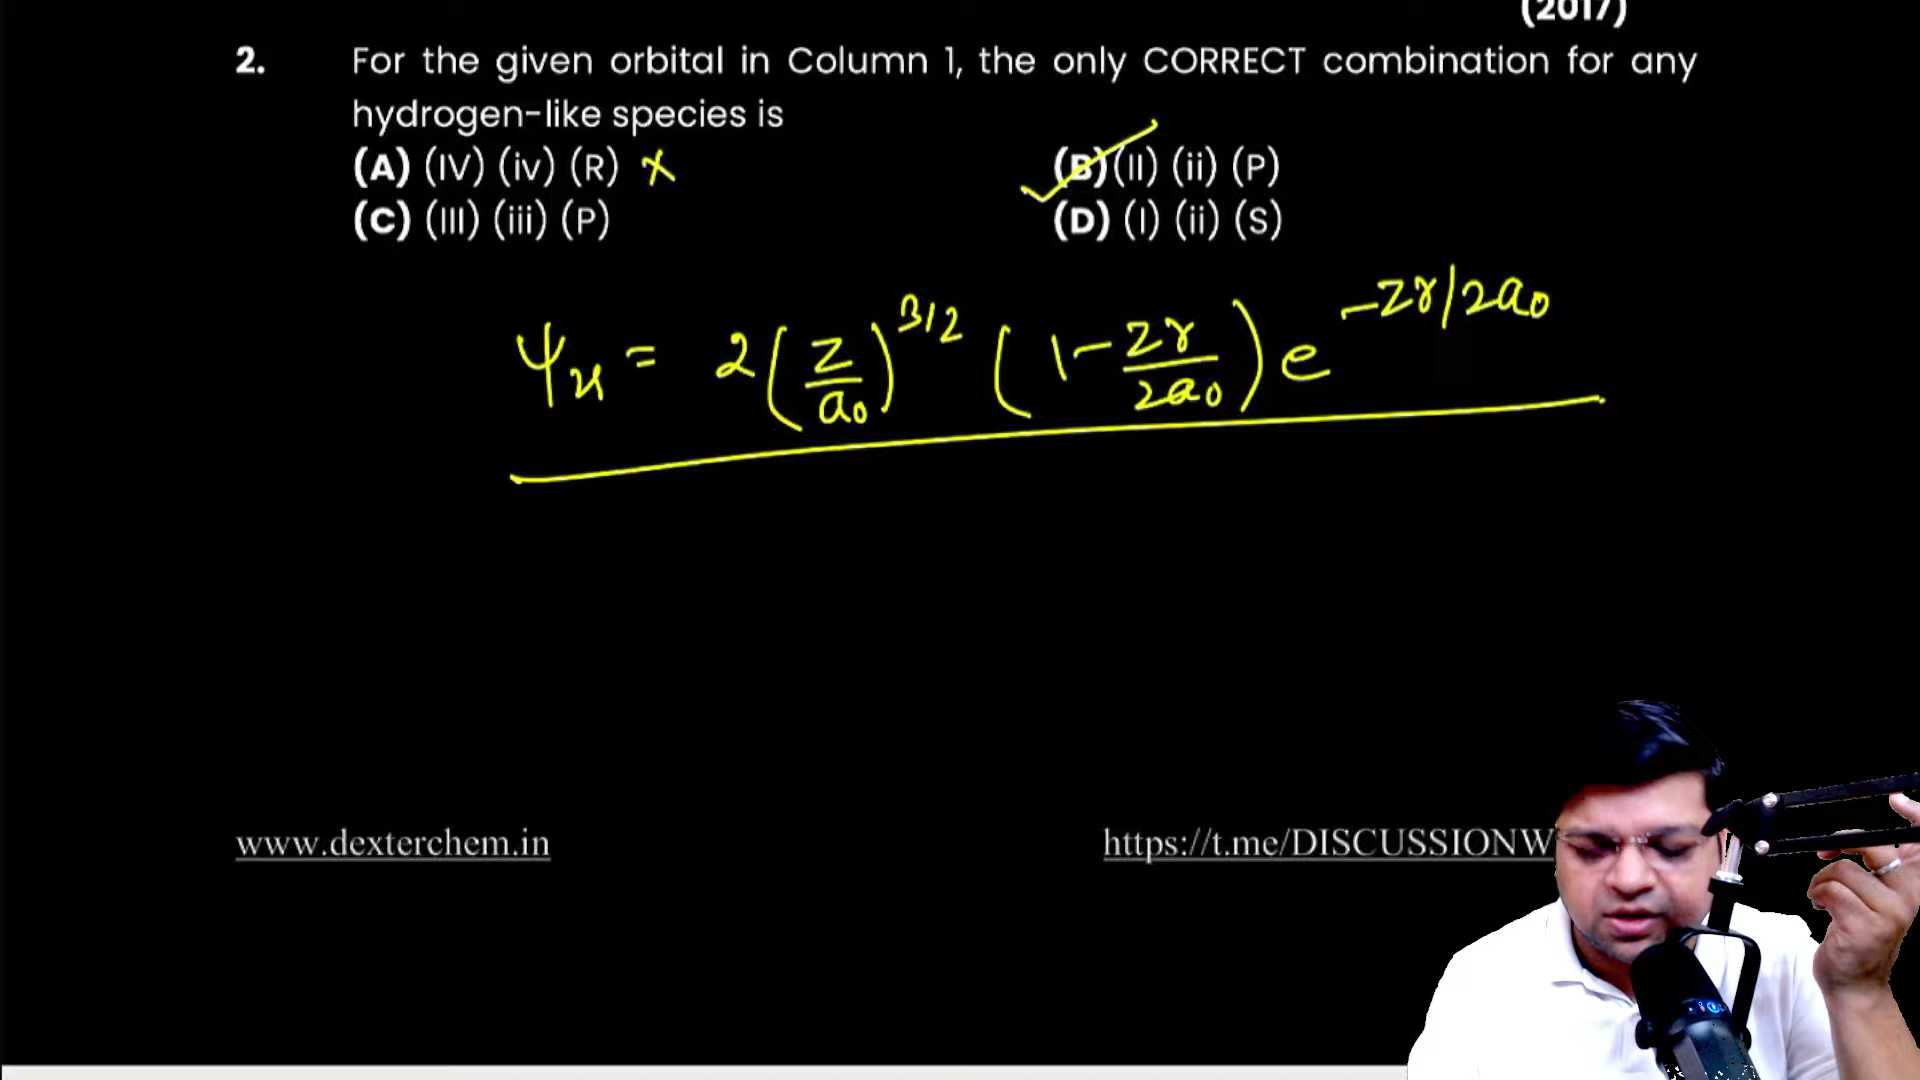 (2017)
2. For the given orbital in Column 1, the only CORRECT combination for any
hydrogen-like species is
(A) (IV) (iv) (R) x (B) (II) (ii) (P)
(C) (III) (iii) (P) (D) (I) (ii) (S)
Ψ = 2 (Z/a₀)^3/2 (1 - Zr/2a₀) e^-Zr/2a₀
www.dexterchem.in https://t.me/DISCUSSIONW